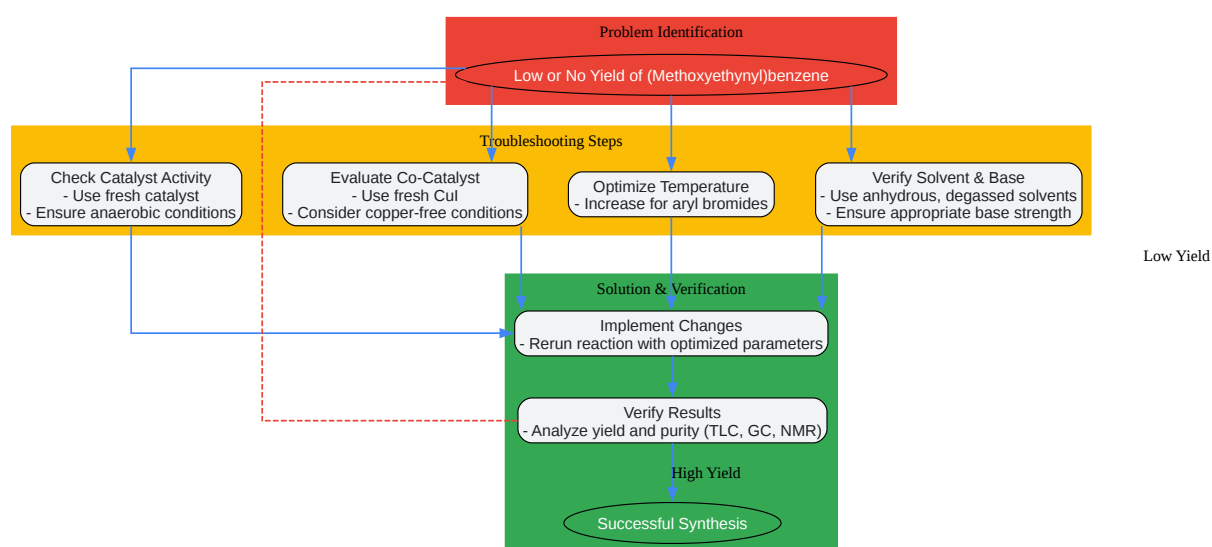 Problem Identification
Low or No Yield of (Methoxyethynyl)benzene
Troubleshooting Steps
Check Catalyst Activity
- Use fresh catalyst
- Ensure anaerobic conditions
Evaluate Co-Catalyst
- Use fresh CuI
- Consider copper-free conditions
Optimize Temperature
- Increase for aryl bromides
Verify Solvent & Base
- Use anhydrous, degassed solvents
- Ensure appropriate base strength
Low Yield
Solution & Verification
Implement Changes
- Rerun reaction with optimized parameters
Verify Results
- Analyze yield and purity (TLC, GC, NMR)
High Yield
Successful Synthesis